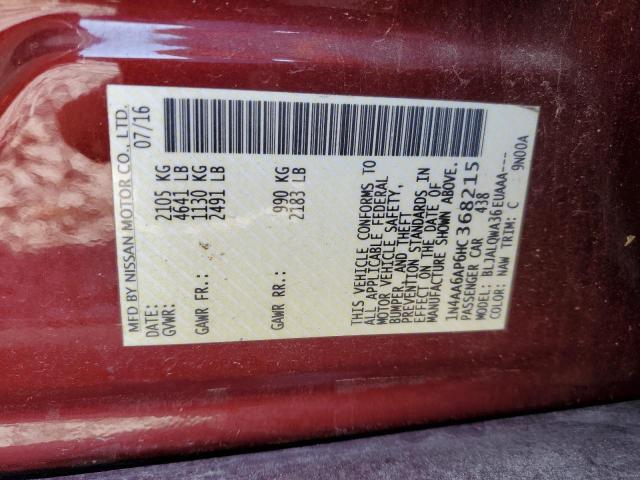 MFD BY NISSAN MOTOR CO., LTD.
DATE: 07/16
GVWR: 2105 KG
4641 LB
GAWR FR.: 1130 KG
2491 LB
GAWR RR.: 990 KG
2183 LB
THIS VEHICLE CONFORMS TO
ALL APPLICABLE FEDERAL
MOTOR VEHICLE SAFETY,
BUMPER, AND THEFT
PREVENTION STANDARDS IN
EFFECT ON THE DATE OF
MANUFACTURE SHOWN ABOVE.
1N4AA6AP6HC368215
PASSENGER CAR 438
MODEL: BLJALQWA36EUAAA----
COLOR: NAW TRIM: C 9N00A